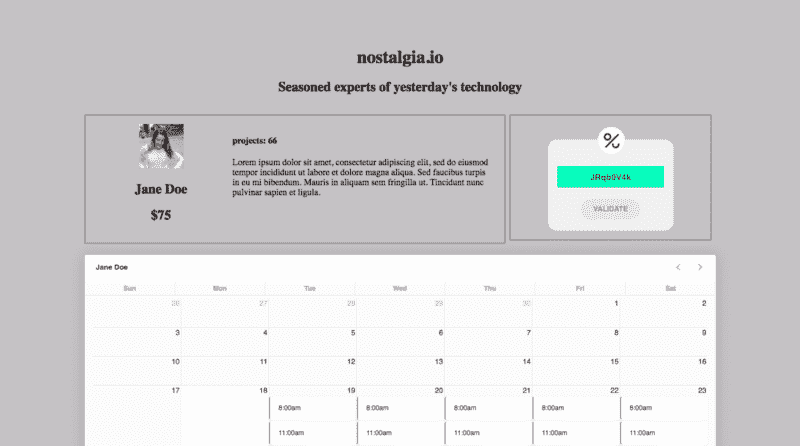 nostalgia.io
Seasoned experts of yesterday's technology
projects: 66
Lorem ipsum dolor sit amet, consectetur adipiscing elit, sed do eiusmod
tempor incididunt ut labore et dolore magna aliqua. Sed faucibus turpis
in eu mi bibendum. Mauris in aliquam sem fringilla ut. Tincidunt nunc
pulvinar sapien et ligula.
Jane Doe
$75
%
VALIDATE
Jane Doe
Sun Mon Tue Wed Thu Fri Sat
26 27 28 29 30 1 2
3 4 5 6 7 8 9
10 11 12 13 14 15 16
17 18 19 20 21 22 23
8:00am 8:00am 8:00am 8:00am 8:00am
11:00am 11:00am 11:00am 11:00am 11:00am